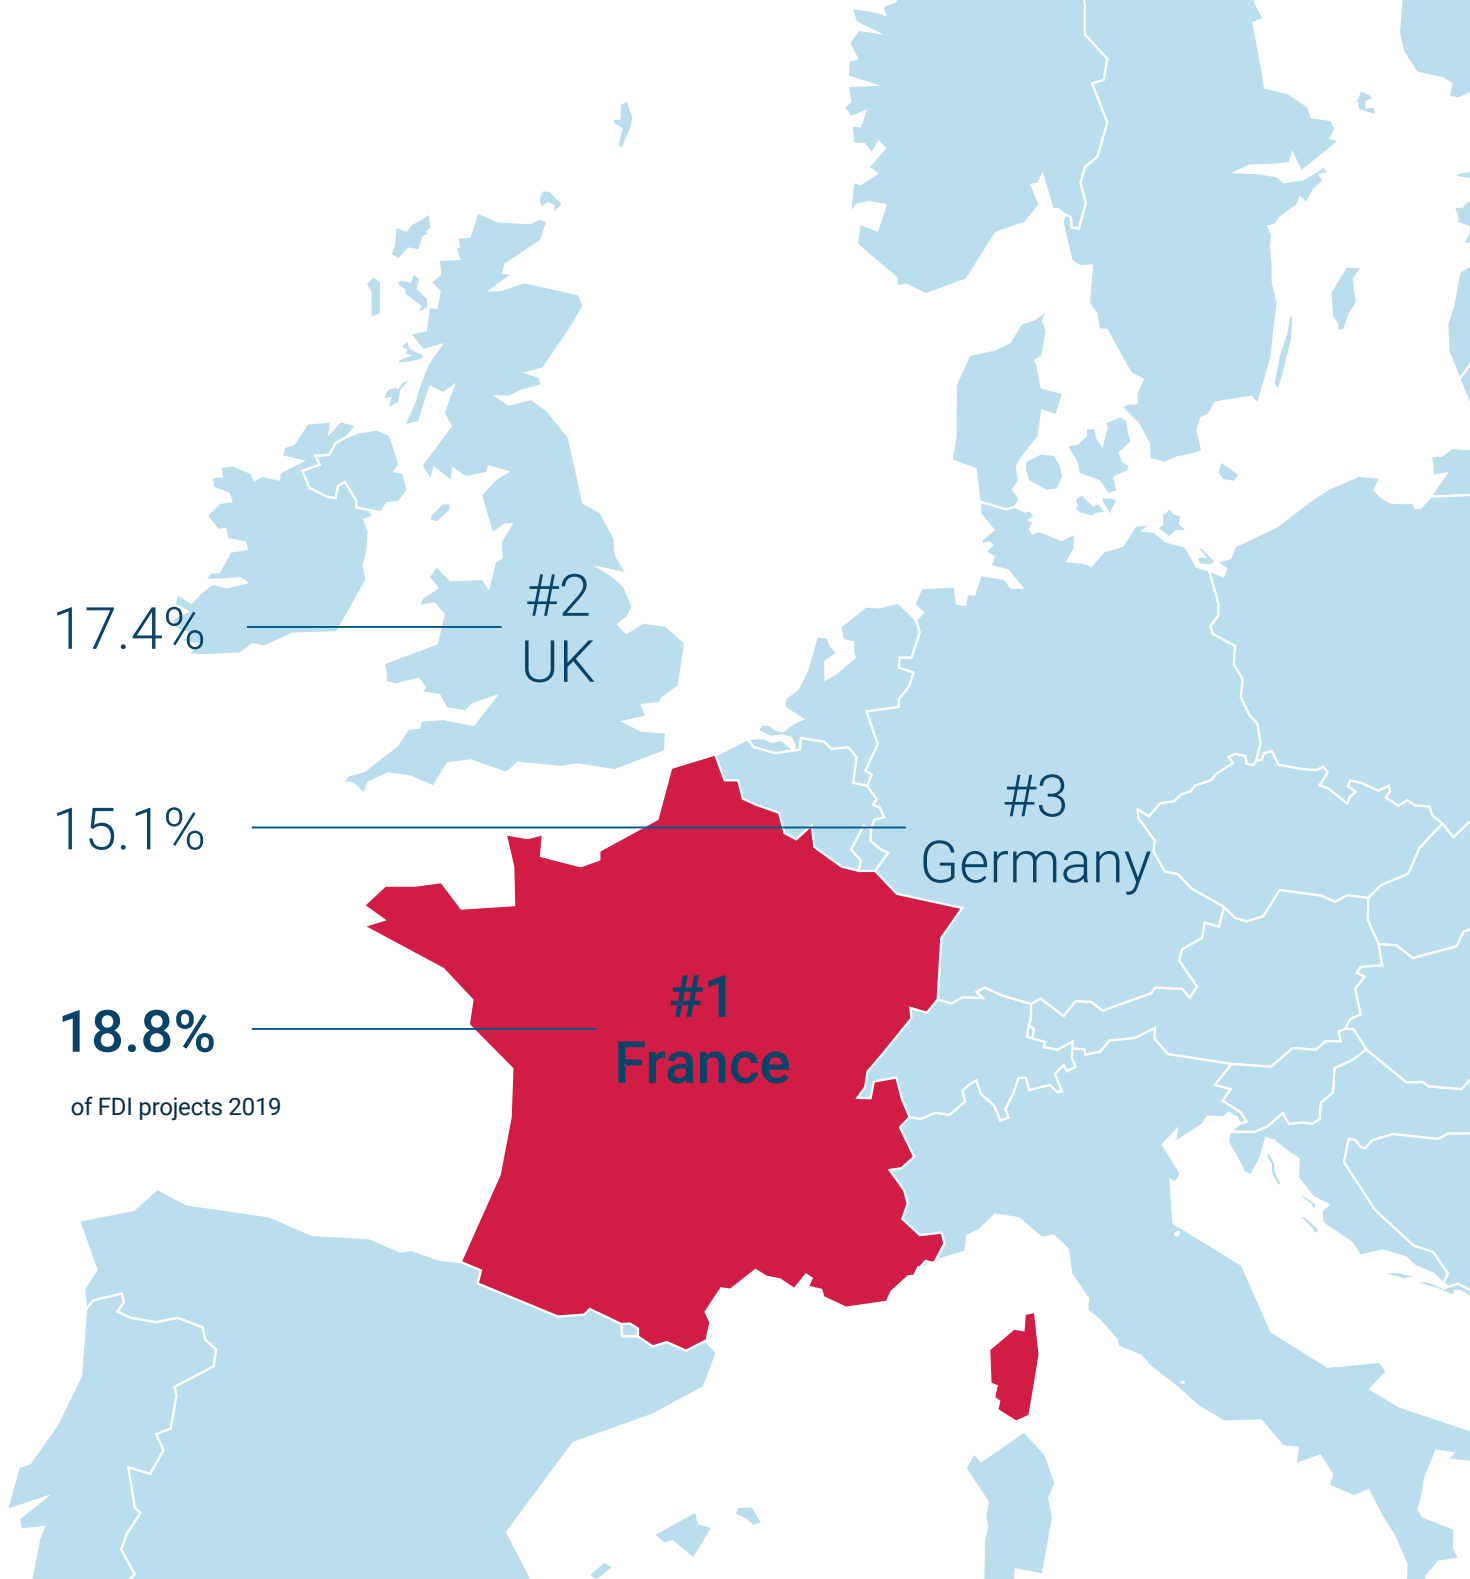 #2
17.4%
UK
#3
15.1%
Germany
#1
18.8%
France
of FDI projects 2019